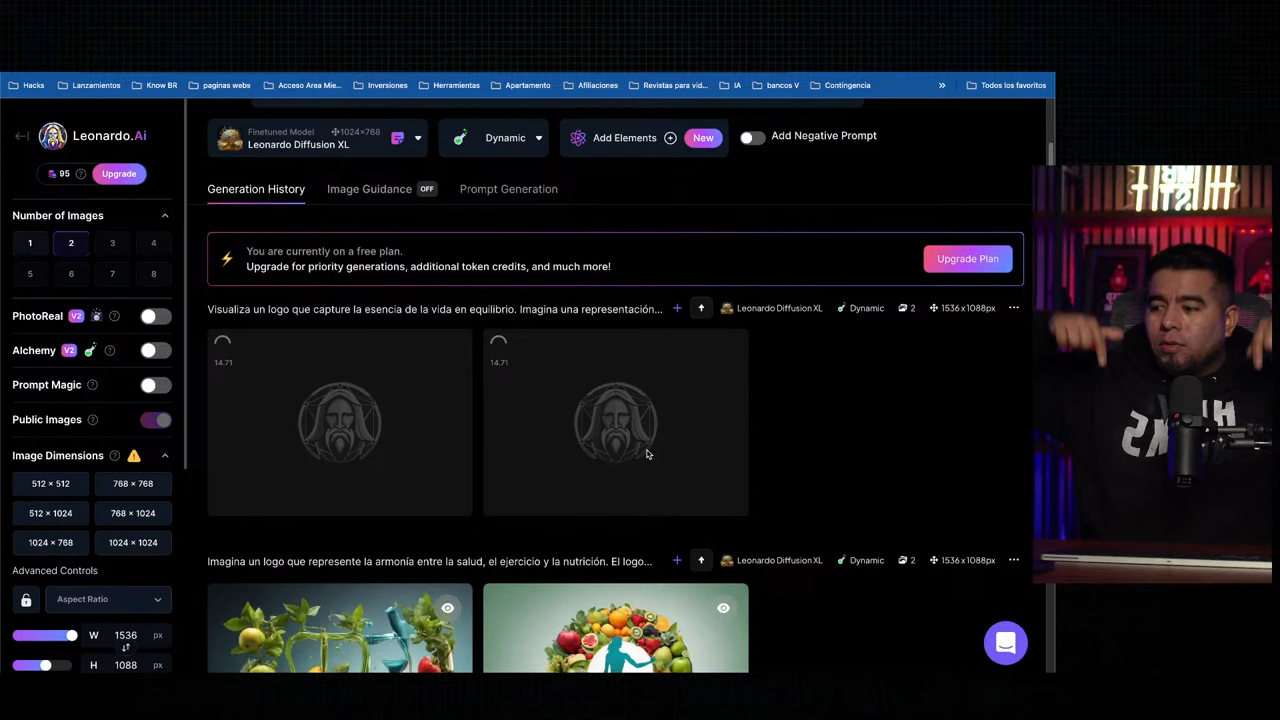 Hacks Lanzamientos Know BR paginas webs Acceso Area Mie... Inversiones Herramientas Apartamento Afiliaciones Revistas para vid... IA bancos V Contingencia » Todos los favoritos
Leonardo.Ai
95 Upgrade
Number of Images
1 2 3 4
5 6 7 8
PhotoReal V2
Alchemy V2
Prompt Magic
Public Images
Image Dimensions
512 × 512 768 × 768
512 × 1024 768 × 1024
1024 × 768 1024 × 1024
Advanced Controls
Aspect Ratio
W 1536 px
H 1088 px
Finetuned Model 1024×768
Leonardo Diffusion XL
Dynamic
Add Elements New
Add Negative Prompt
Generation History Image Guidance OFF Prompt Generation
You are currently on a free plan.
Upgrade for priority generations, additional token credits, and much more!
Upgrade Plan
Visualiza un logo que capture la esencia de la vida en equilibrio. Imagina una representación... Leonardo Diffusion XL Dynamic 2 1536x1088px
14.71 14.71
Imagina un logo que represente la armonía entre la salud, el ejercicio y la nutrición. El logo... Leonardo Diffusion XL Dynamic 2 1536x1088px